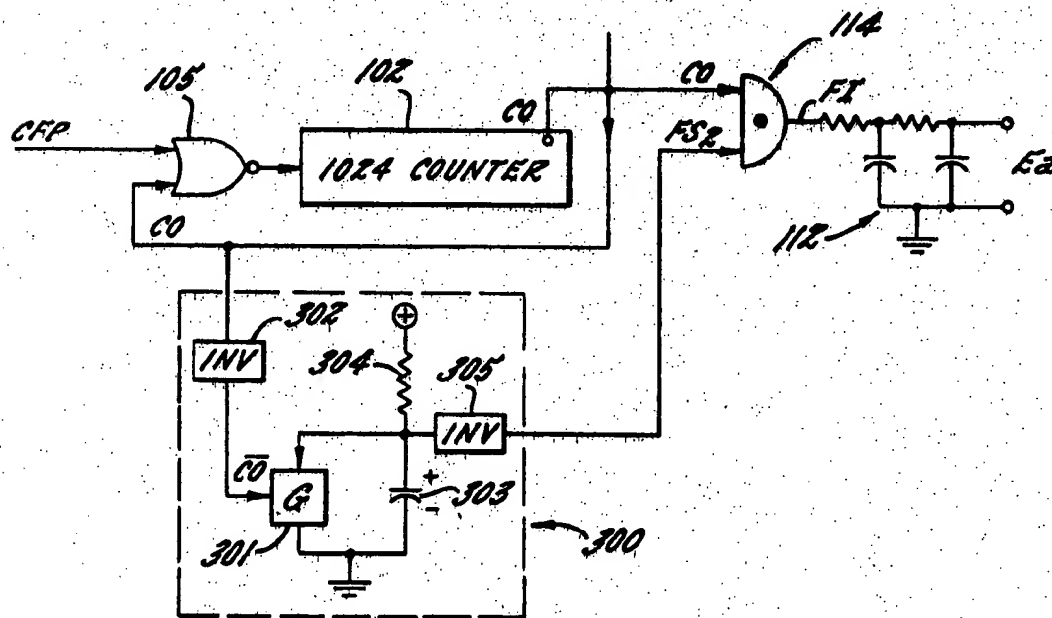 114
105
102
CO
CO
FI
CFP
FS2
1024 COUNTER
Ea
CO
112
302
+
304
305
INV
INV
CO
+
303
-
G
301
300